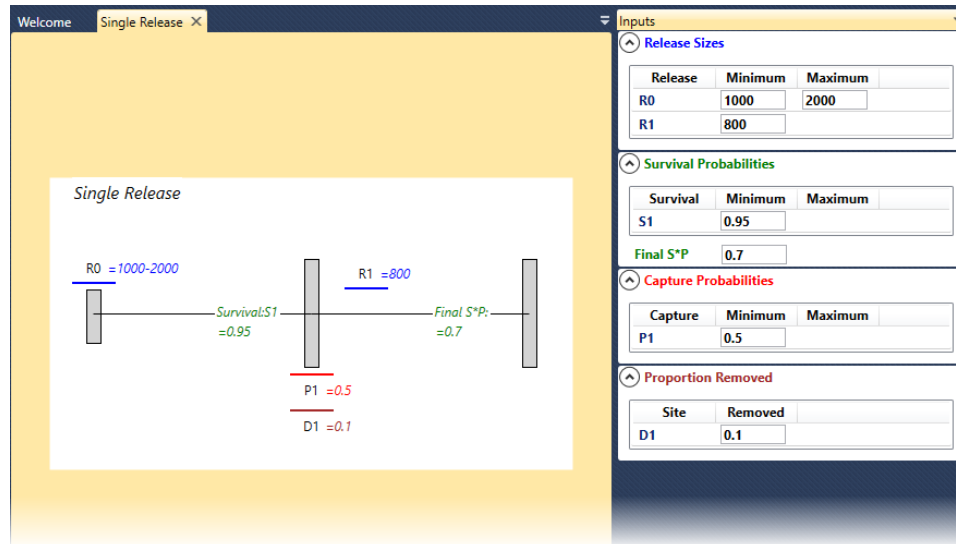 Welcome
Single Release
Single Release
R0 =1000-2000
R1 =800
Survival:S1
=0.95
Final S*P:
=0.7
P1 =0.5
D1 =0.1
Inputs
Release Sizes
Release Minimum Maximum
R0 1000 2000
R1 800
Survival Probabilities
Survival Minimum Maximum
S1 0.95
Final S*P 0.7
Capture Probabilities
Capture Minimum Maximum
P1 0.5
Proportion Removed
Site Removed
D1 0.1